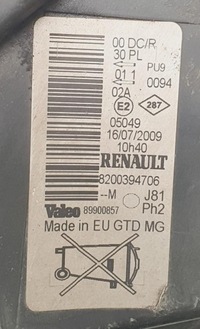 00 DC/R
30 PL
PU9
01 1
0094
02A
E2
287
05049
16/07/2009
10h40
RENAULT
8200394706
--M
J81
Valeo 89900857 Ph2
Made in EU GTD MG